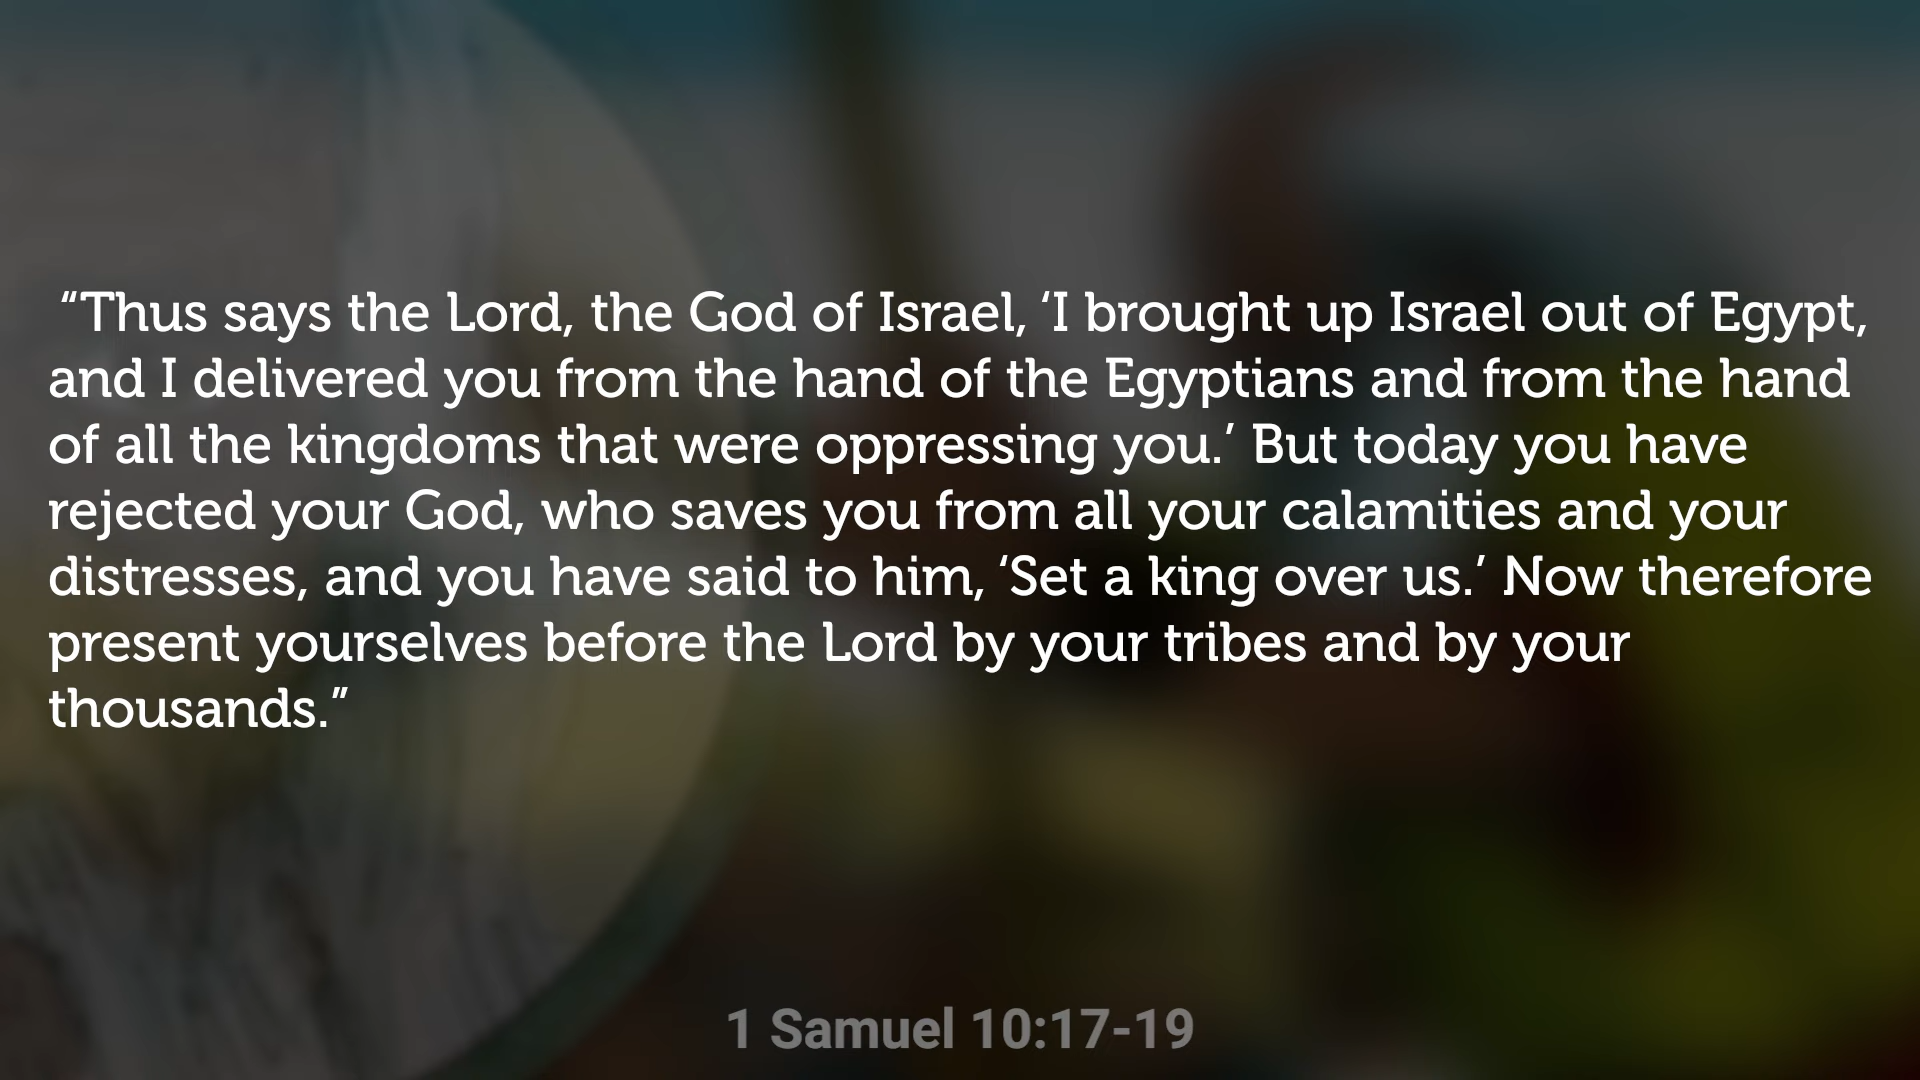 “Thus says the Lord, the God of Israel, ‘I brought up Israel out of Egypt,
and I delivered you from the hand of the Egyptians and from the hand
of all the kingdoms that were oppressing you.’ But today you have
rejected your God, who saves you from all your calamities and your
distresses, and you have said to him, ‘Set a king over us.’ Now therefore
present yourselves before the Lord by your tribes and by your
thousands.”
1 Samuel 10:17-19